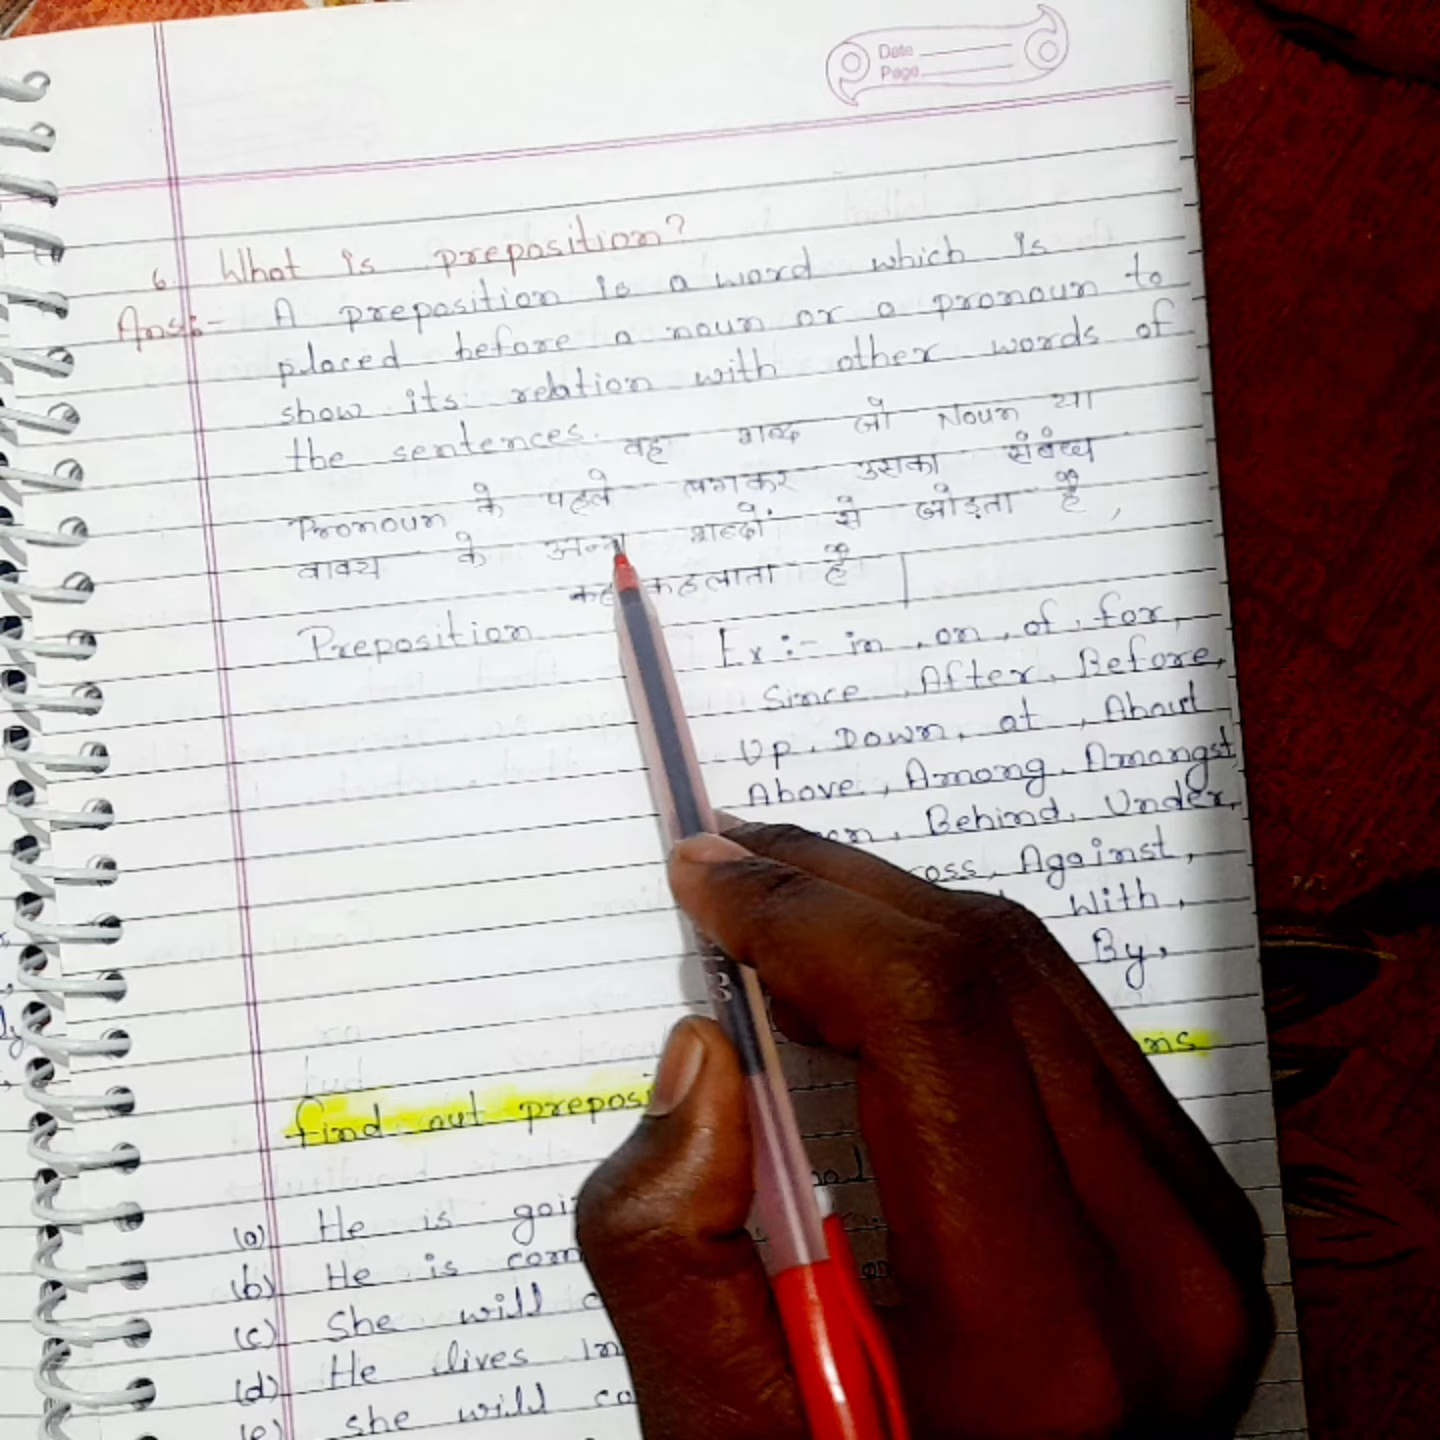 Date
Page
6. What is preposition?
Ans:- A preposition is a word which is
placed before a noun or a pronoun to
show its relation with other words of
the sentences. वह शब्द जो Noun या
Pronoun के पहले लगकर उसका संबंध
वाक्य के अन्य शब्दों से जोड़ता है,
Preposition कहलाता है |
Ex:- in, on, of, for,
Since, After, Before,
Up, Down, at, About
Above, Among, Amongst,
Behind, Under,
Against,
With,
By,
find out
(a) He is
(b) He is
(c) She will
(d) He lives in
(e) she will